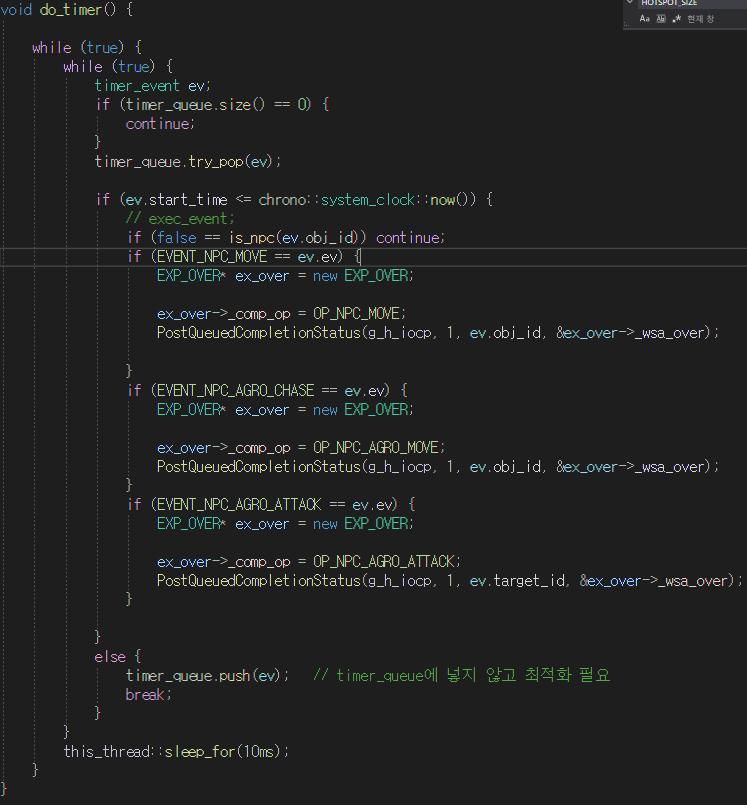 void do_timer() {
HOTSPOT_SIZE
Aa Ab .* 현재 창
while (true) {
while (true) {
timer_event ev;
if (timer_queue.size() == 0) {
continue;
}
timer_queue.try_pop(ev);
if (ev.start_time <= chrono::system_clock::now()) {
// exec_event;
if (false == is_npc(ev.obj_id)) continue;
if (EVENT_NPC_MOVE == ev.ev) {
EXP_OVER* ex_over = new EXP_OVER;
ex_over->_comp_op = OP_NPC_MOVE;
PostQueuedCompletionStatus(g_h_iocp, 1, ev.obj_id, &ex_over->_wsa_over);
}
if (EVENT_NPC_AGRO_CHASE == ev.ev) {
EXP_OVER* ex_over = new EXP_OVER;
ex_over->_comp_op = OP_NPC_AGRO_MOVE;
PostQueuedCompletionStatus(g_h_iocp, 1, ev.obj_id, &ex_over->_wsa_over);
}
if (EVENT_NPC_AGRO_ATTACK == ev.ev) {
EXP_OVER* ex_over = new EXP_OVER;
ex_over->_comp_op = OP_NPC_AGRO_ATTACK;
PostQueuedCompletionStatus(g_h_iocp, 1, ev.target_id, &ex_over->_wsa_over);
}
}
else {
timer_queue.push(ev); // timer_queue에 넣지 않고 최적화 필요
break;
}
}
this_thread::sleep_for(10ms);
}
}